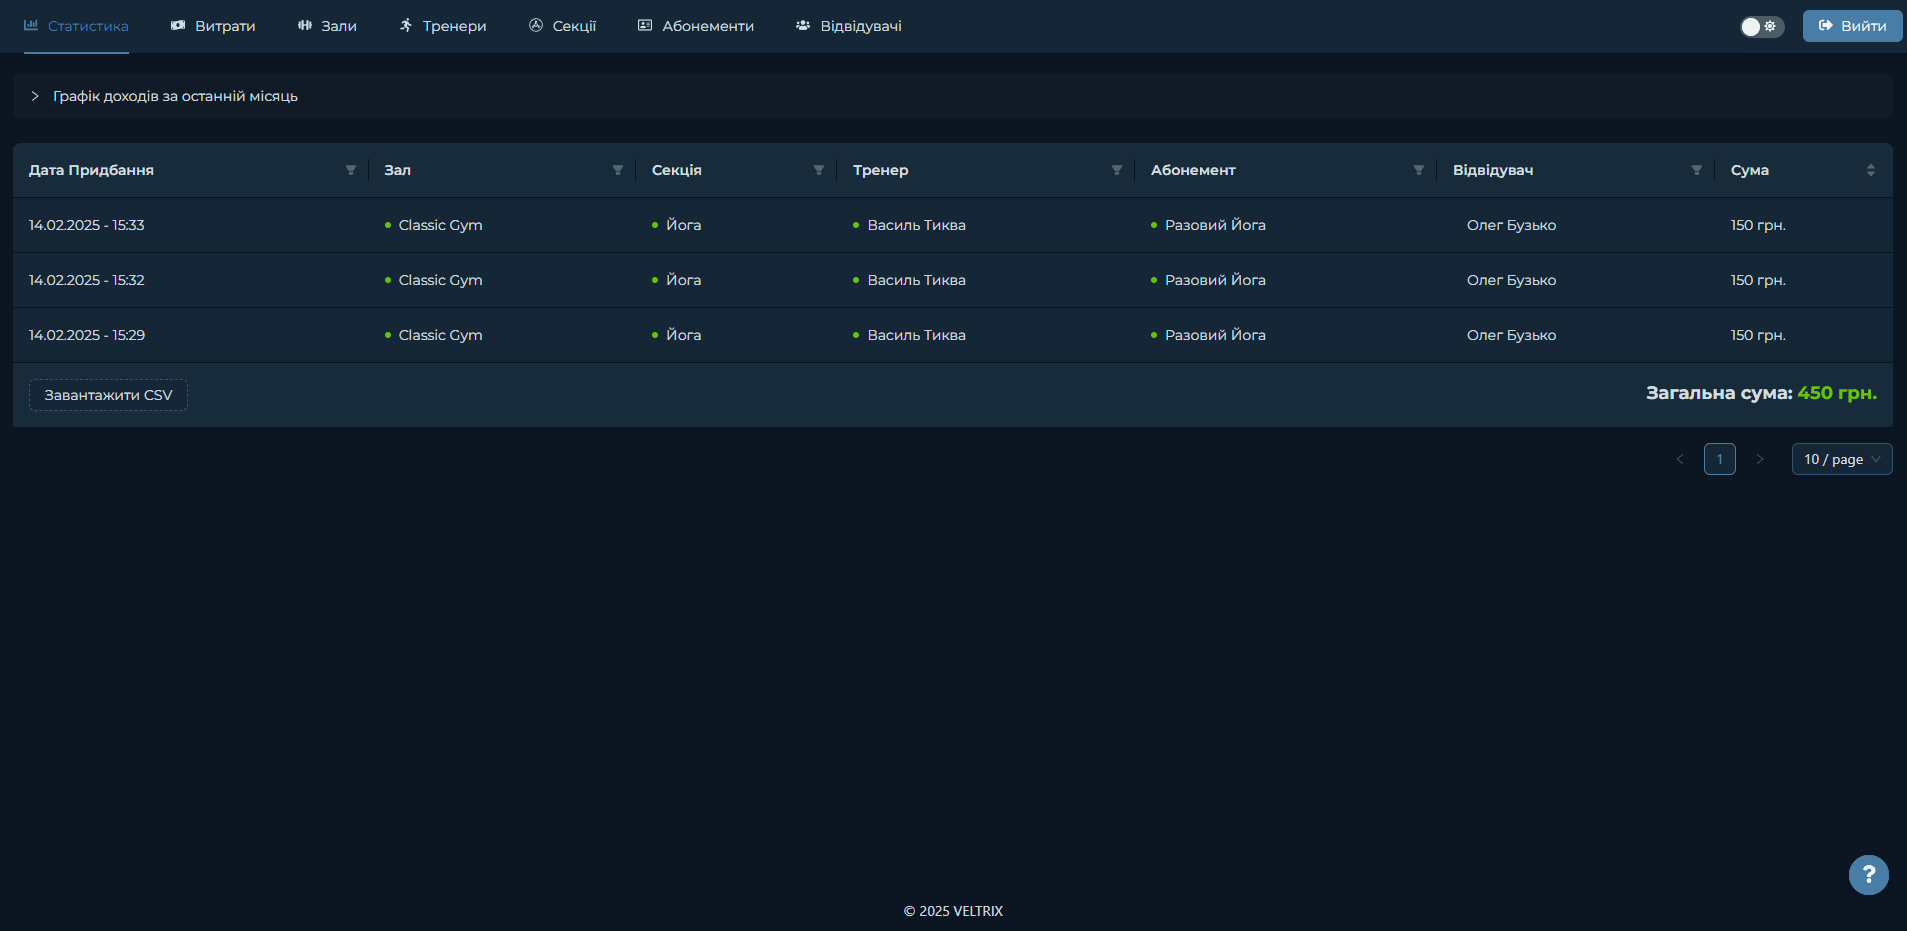 Статистика Витрати Зали Тренери Секції Абонементи Відвідувачі Вийти
Графік доходів за останній місяць
Дата Придбання Зал Секція Тренер Абонемент Відвідувач Сума
14.02.2025 - 15:33 Classic Gym Йога Василь Тиква Разовий Йога Олег Бузько 150 грн.
14.02.2025 - 15:32 Classic Gym Йога Василь Тиква Разовий Йога Олег Бузько 150 грн.
14.02.2025 - 15:29 Classic Gym Йога Василь Тиква Разовий Йога Олег Бузько 150 грн.
Завантажити CSV Загальна сума: 450 грн.
< 1 > 10 / page
?
© 2025 VELTRIX